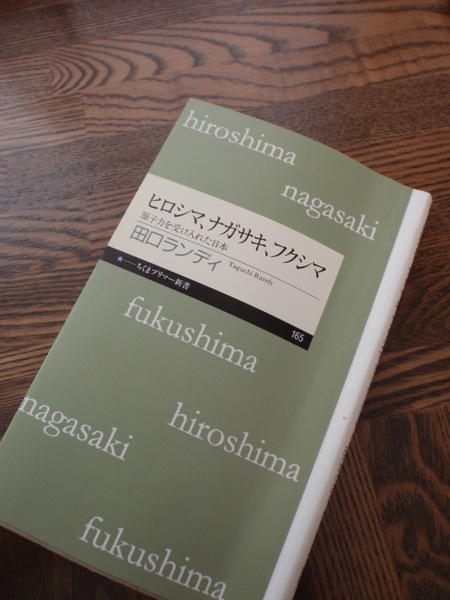 hiroshima
nagasaki
ヒロシマ、ナガサキ、フクシマ
原子力を受け入れた日本
田口ランディ Taguchi Randy
★——ちくまプリマー新書
165
fukushima
hiroshima
nagasaki
fukushima